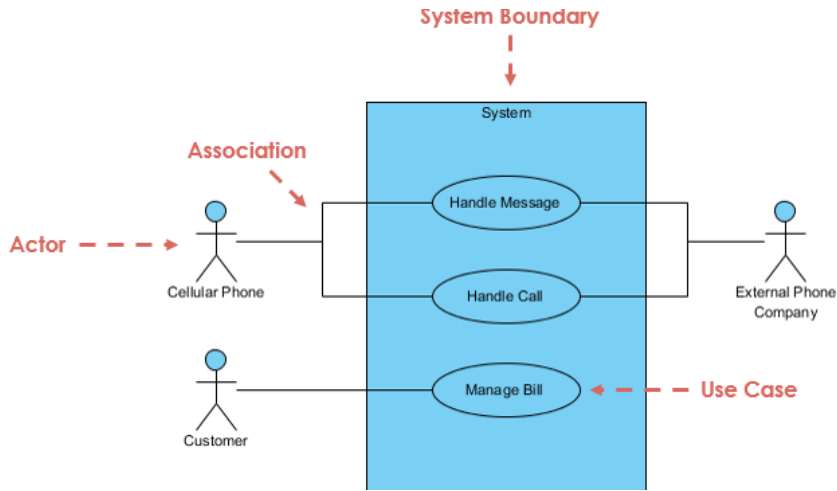 System Boundary
System
Association
Handle Message
Actor
Cellular Phone
Handle Call
External Phone
Company
Manage Bill
Use Case
Customer